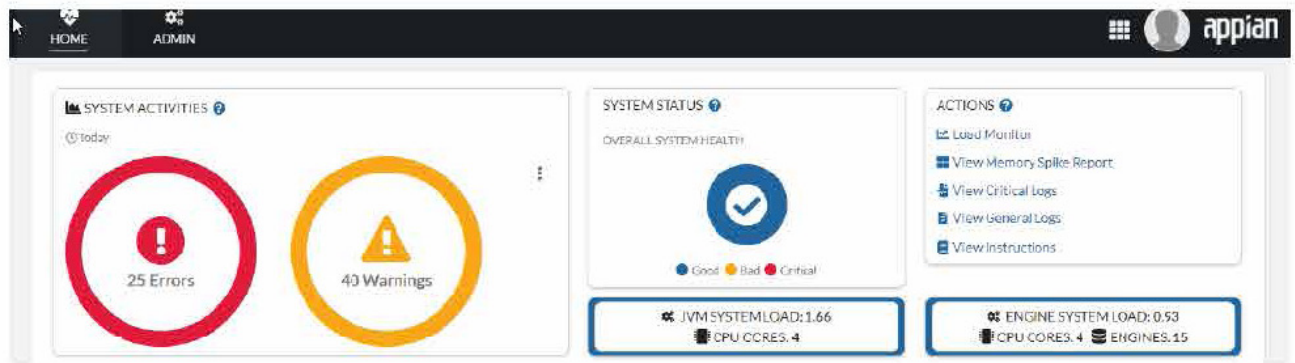 HOME
ADMIN
appian
SYSTEM ACTIVITIES
Today
25 Errors
40 Warnings
SYSTEM STATUS
OVERALL SYSTEM HEALTH
Good Bad Critical
JVM SYSTEM LOAD: 1.66
CPU CORES: 4
ACTIONS
Load Monitor
View Memory Spike Report
View Critical Logs
View General Logs
View Instructions
ENGINE SYSTEM LOAD: 0.93
CPU CORES: 4 ENGINES: 15